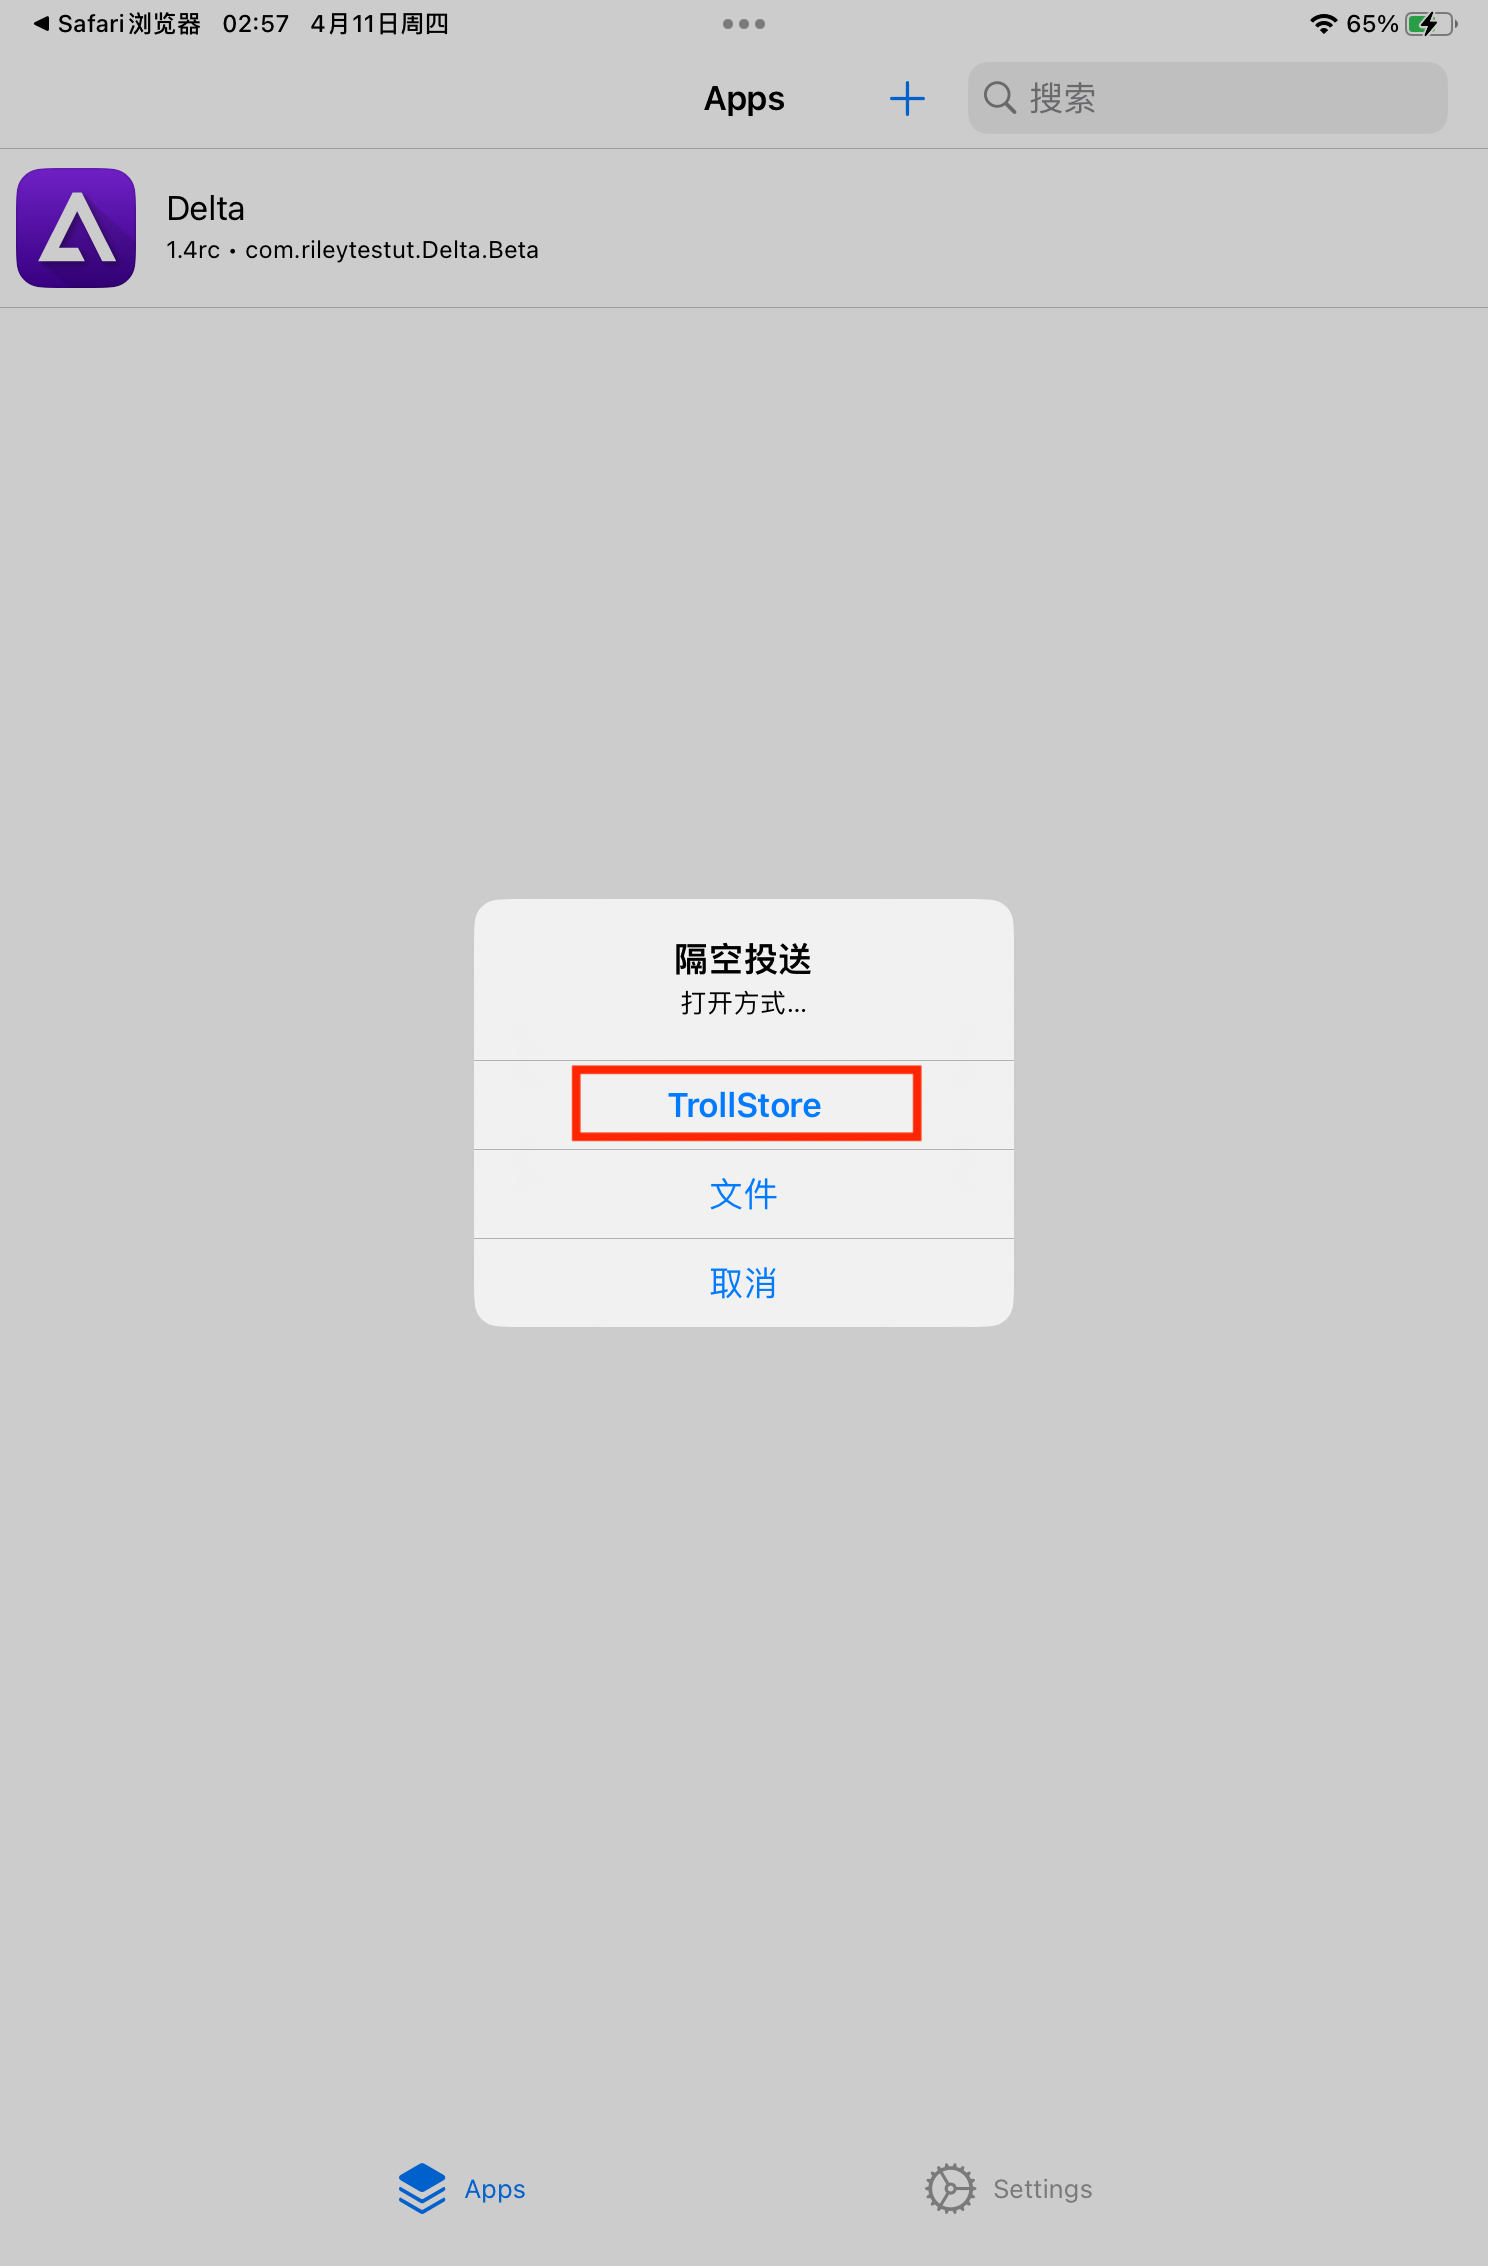 Safari浏览器 02:57 4月11日周四 65%
Apps 搜索
Delta
1.4rc • com.rileytestut.Delta.Beta
隔空投送
打开方式...
TrollStore
文件
取消
Apps Settings